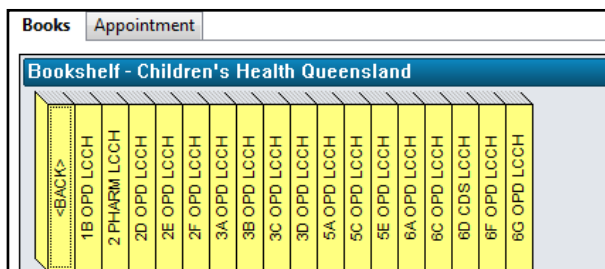 Books Appointment
Bookshelf - Children's Health Queensland
<BACK>
1B OPD LCCH
2 PHARM LCCH
2D OPD LCCH
2E OPD LCCH
2F OPD LCCH
3A OPD LCCH
3B OPD LCCH
3C OPD LCCH
3D OPD LCCH
5A OPD LCCH
5C OPD LCCH
5E OPD LCCH
6A OPD LCCH
6C OPD LCCH
6D CDS LCCH
6F OPD LCCH
6G OPD LCCH